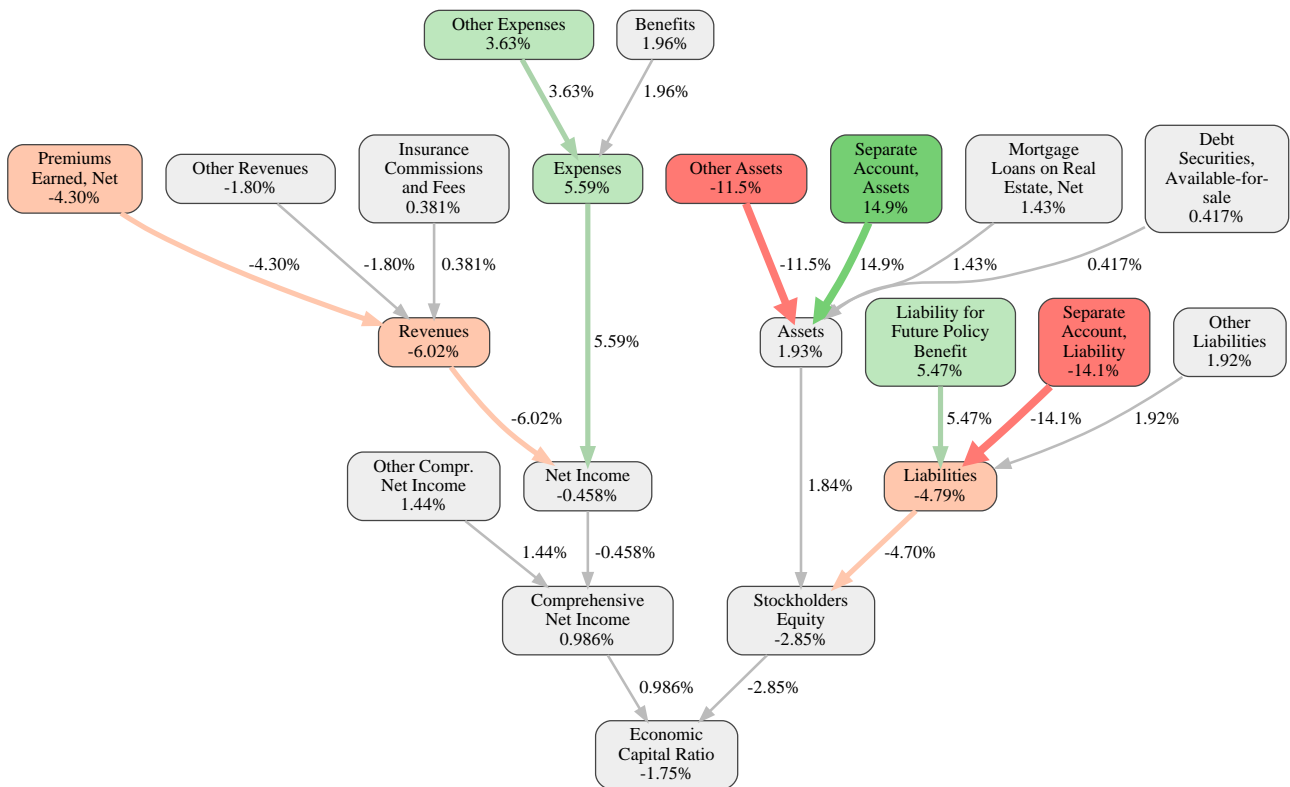 Other Expenses
3.63%
Benefits
1.96%
3.63%
1.96%
Premiums
Earned, Net
-4.30%
Other Revenues
-1.80%
Insurance
Commissions
and Fees
0.381%
Expenses
5.59%
Other Assets
-11.5%
Separate
Account,
Assets
14.9%
Mortgage
Loans on Real
Estate, Net
1.43%
Debt
Securities,
Available-for-
sale
0.417%
-4.30%
-1.80%
0.381%
-11.5%
14.9%
1.43%
0.417%
Revenues
-6.02%
5.59%
Assets
1.93%
Liability for
Future Policy
Benefit
5.47%
Separate
Account,
Liability
-14.1%
Other
Liabilities
1.92%
-6.02%
5.47%
-14.1%
1.92%
Other Compr.
Net Income
1.44%
Net Income
-0.458%
1.84%
Liabilities
-4.79%
1.44%
-0.458%
-4.70%
Comprehensive
Net Income
0.986%
Stockholders
Equity
-2.85%
0.986%
-2.85%
Economic
Capital Ratio
-1.75%